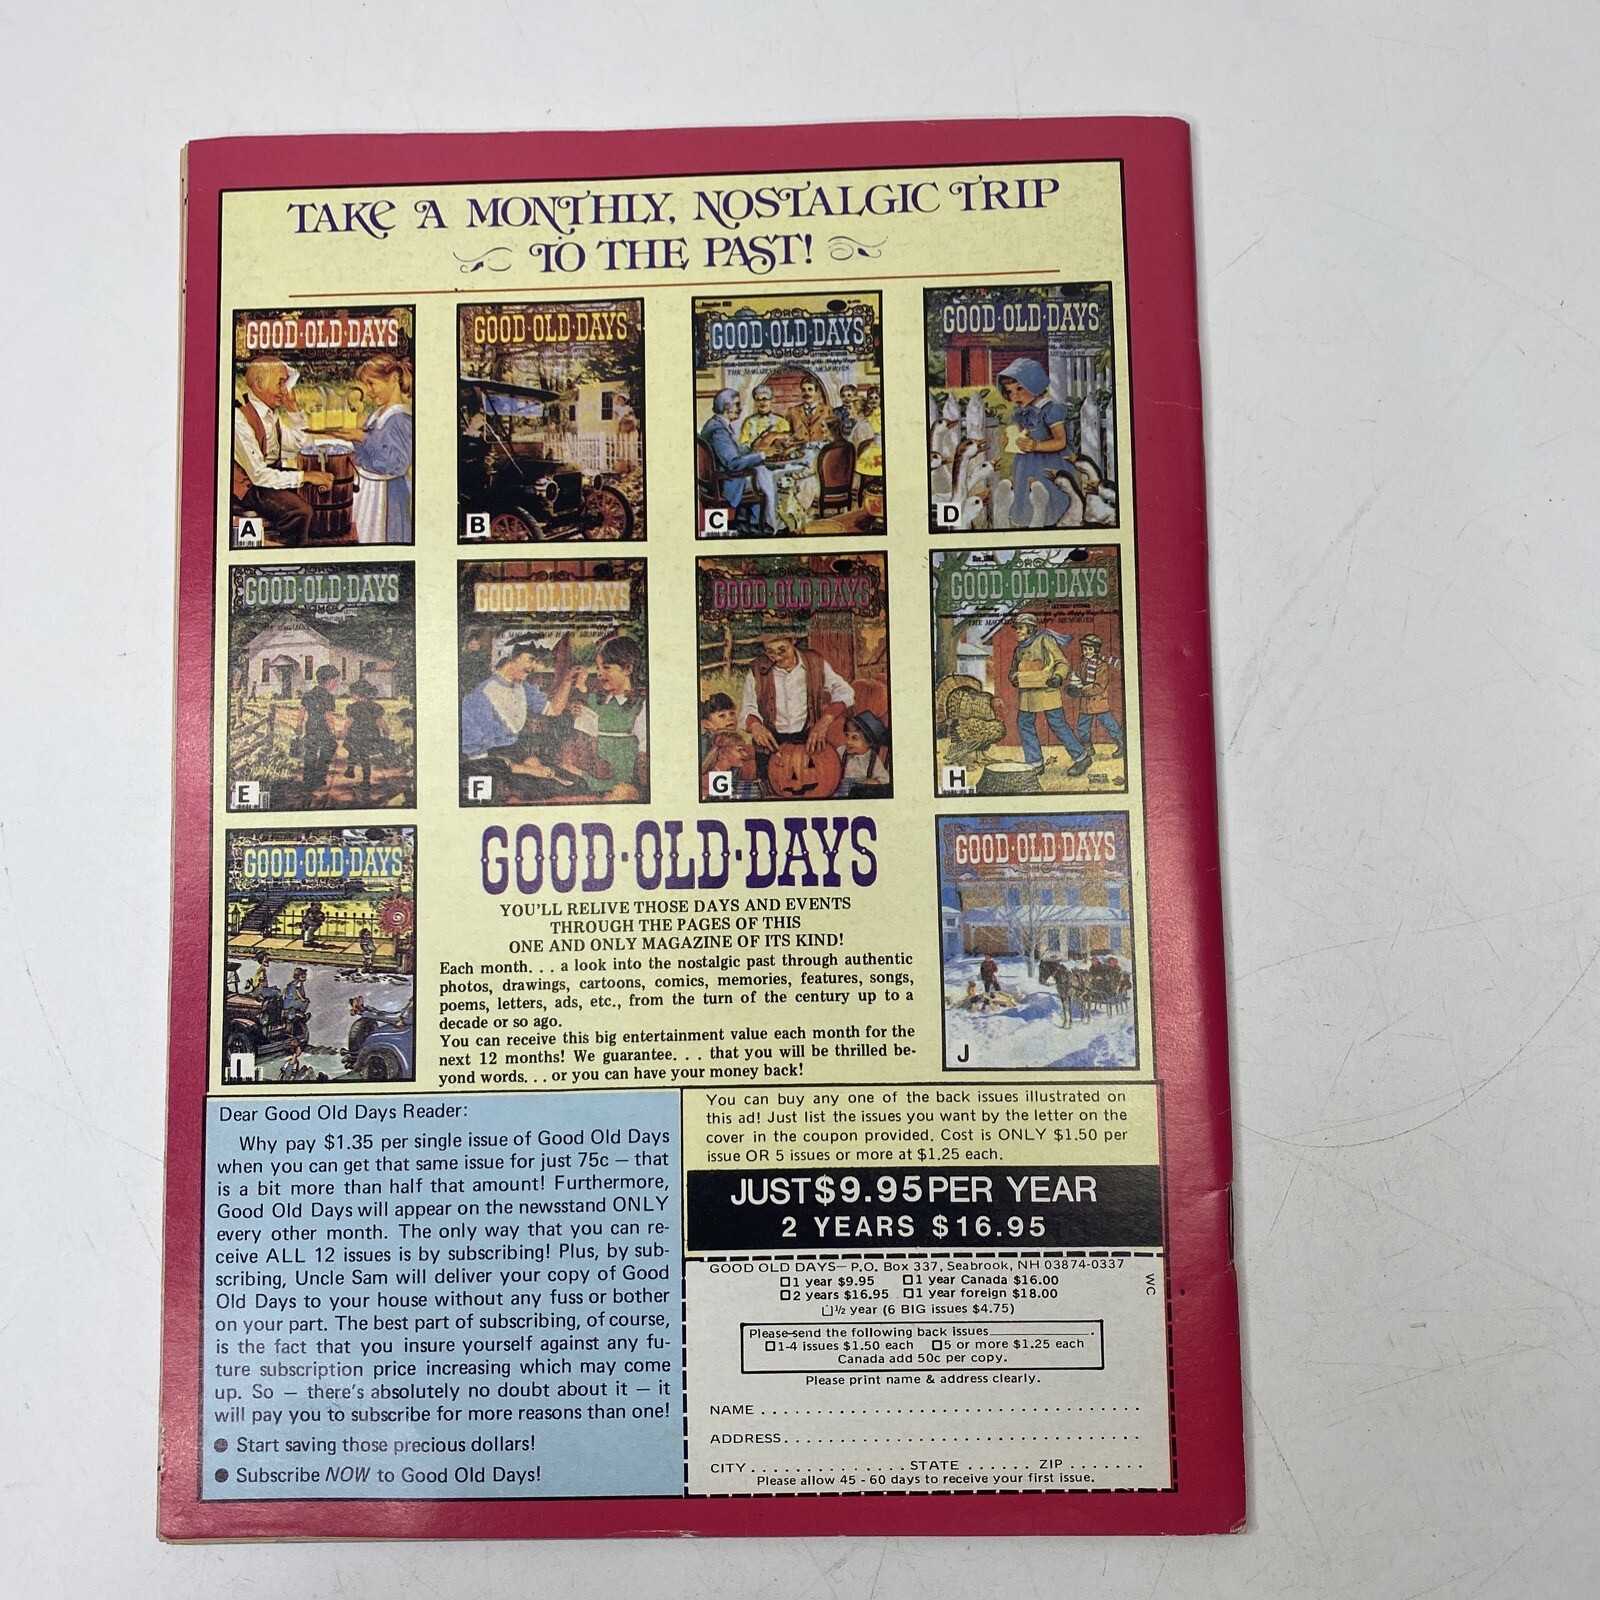 TAKE A MONTHLY, NOSTALGIC TRIP
TO THE PAST!
GOOD·OLD·DAYS
A
GOOD·OLD·DAYS
B
GOOD·OLD·DAYS
C
GOOD·OLD·DAYS
D
GOOD·OLD·DAYS
E
GOOD·OLD·DAYS
F
GOOD·OLD·DAYS
G
GOOD·OLD·DAYS
H
GOOD·OLD·DAYS
I
GOOD·OLD·DAYS
J
GOOD·OLD·DAYS
YOU'LL RELIVE THOSE DAYS AND EVENTS
THROUGH THE PAGES OF THIS
ONE AND ONLY MAGAZINE OF ITS KIND!
Each month. . . a look into the nostalgic past through authentic
photos, drawings, cartoons, comics, memories, features, songs,
poems, letters, ads, etc., from the turn of the century up to a
decade or so ago.
You can receive this big entertainment value each month for the
next 12 months! We guarantee. . . that you will be thrilled be-
yond words. . . or you can have your money back!
Dear Good Old Days Reader:
Why pay $1.35 per single issue of Good Old Days
when you can get that same issue for just 75c — that
is a bit more than half that amount! Furthermore,
Good Old Days will appear on the newsstand ONLY
every other month. The only way that you can re-
ceive ALL 12 issues is by subscribing! Plus, by sub-
scribing, Uncle Sam will deliver your copy of Good
Old Days to your house without any fuss or bother
on your part. The best part of subscribing, of course,
is the fact that you insure yourself against any fu-
ture subscription price increasing which may come
up. So — there's absolutely no doubt about it — it
will pay you to subscribe for more reasons than one!
● Start saving those precious dollars!
● Subscribe NOW to Good Old Days!
You can buy any one of the back issues illustrated on
this ad! Just list the issues you want by the letter on the
cover in the coupon provided. Cost is ONLY $1.50 per
issue OR 5 issues or more at $1.25 each.
JUST $9.95 PER YEAR
2 YEARS $16.95
GOOD OLD DAYS— P.O. Box 337, Seabrook, NH 03874-0337
☐1 year $9.95 ☐1 year Canada $16.00
☐2 years $16.95 ☐1 year foreign $18.00
☐½ year (6 BIG issues $4.75)
WC
Please send the following back issues____________.
☐1-4 issues $1.50 each ☐5 or more $1.25 each
Canada add 50c per copy.
Please print name & address clearly.
NAME . . . . . . . . . . . . . . . . . . . . . . . . . . . . . . . . . .
ADDRESS. . . . . . . . . . . . . . . . . . . . . . . . . . . . . . . .
CITY . . . . . . . . . . . . . . STATE . . . . . . ZIP . . . . . . .
Please allow 45 - 60 days to receive your first issue.